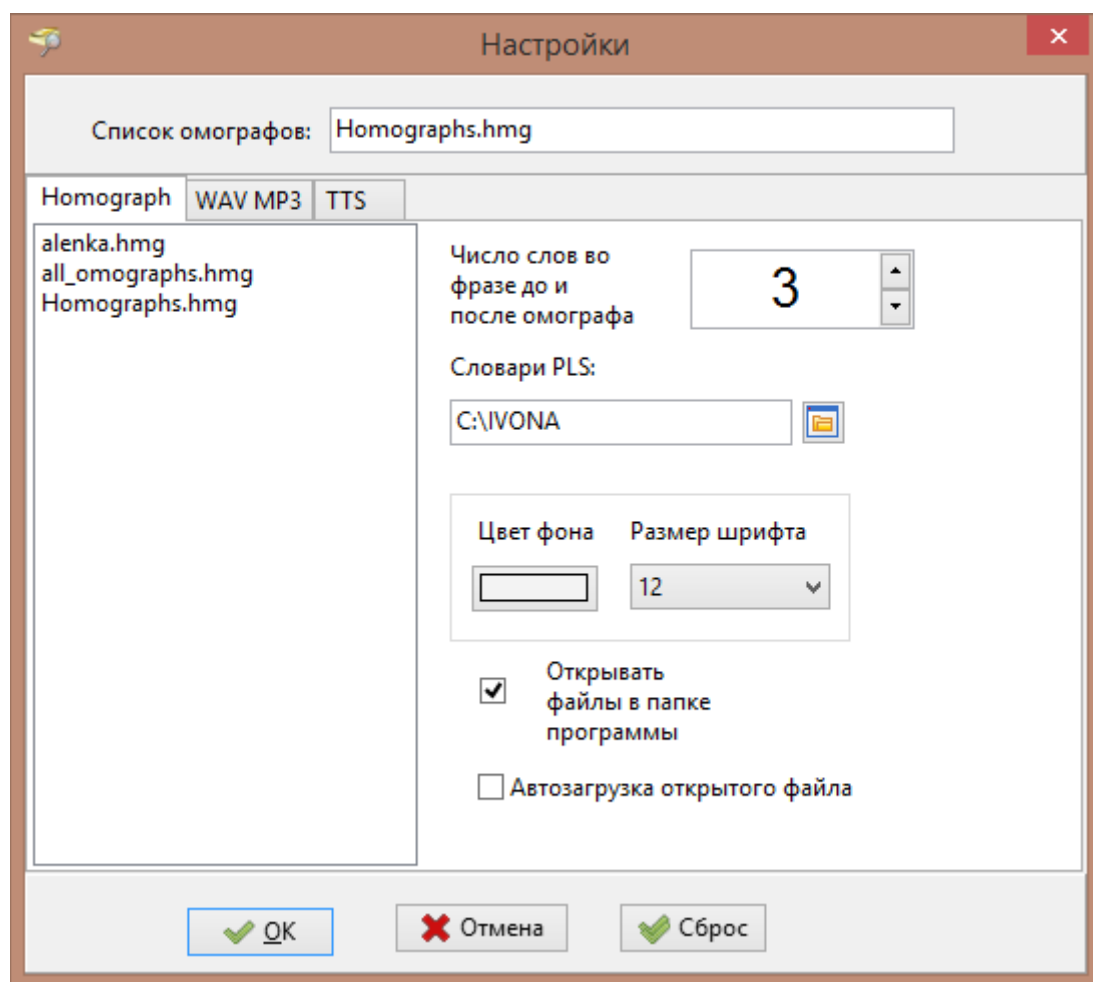 Настройки
Список омографов: Homographs.hmg
Homograph WAV MP3 TTS
alenka.hmg
all_omographs.hmg
Homographs.hmg
Число слов во
фразе до и
после омографа
3
Словари PLS:
C:\IVONA
Цвет фона Размер шрифта
12
Открывать
файлы в папке
программы
Автозагрузка открытого файла
OK Отмена Сброс